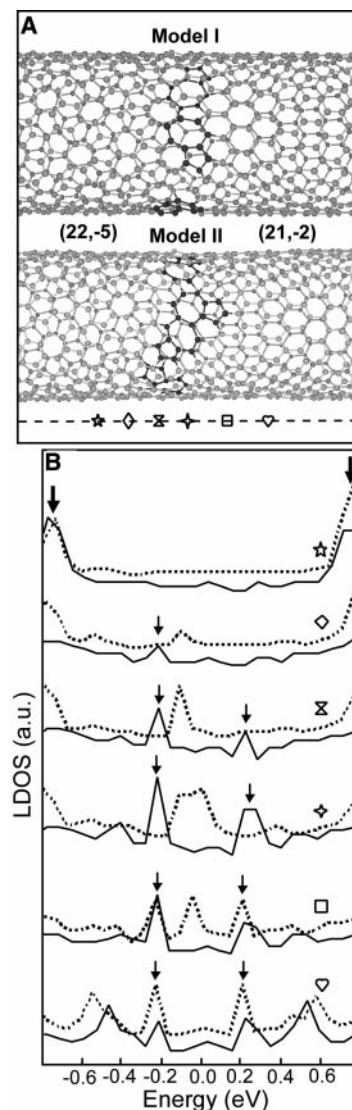 A
Model I
(22,-5) Model II (21,-2)
B
LDOS (a.u.)
-0.6 -0.4 -0.2 0.0 0.2 0.4 0.6
Energy (eV)